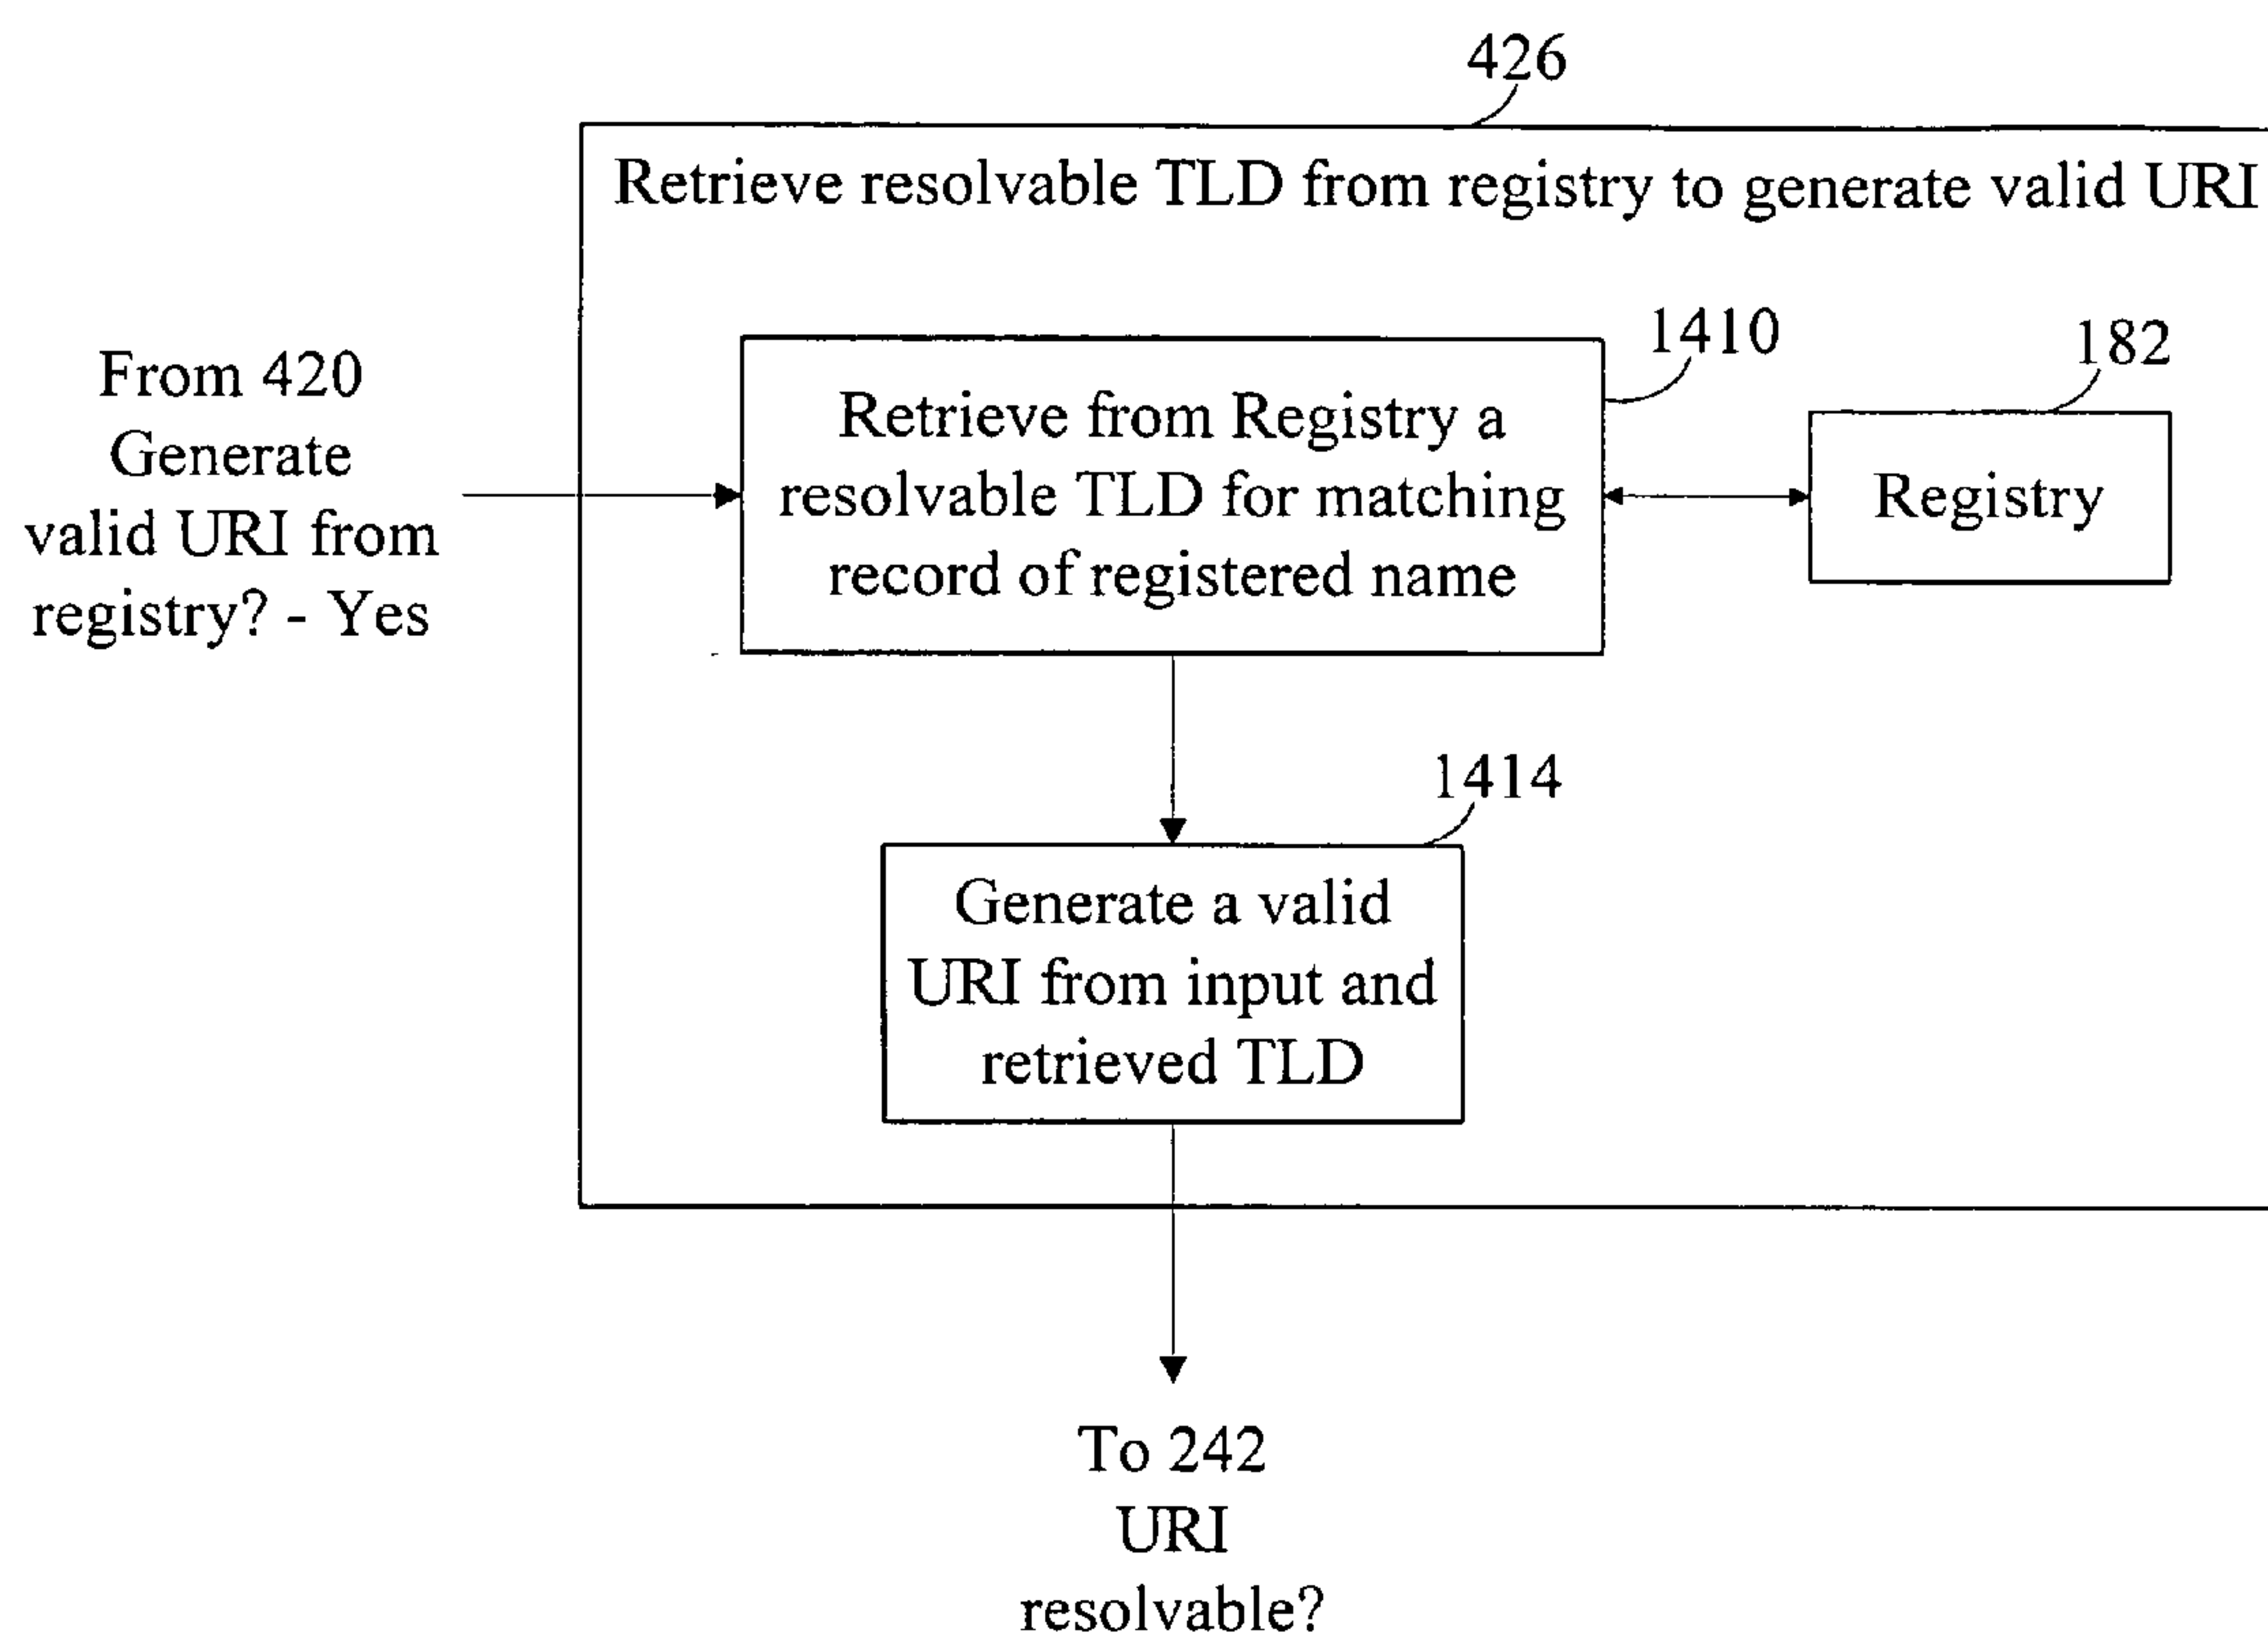 426
Retrieve resolvable TLD from registry to generate valid URI
1410
182
From 420
Generate
valid URI from
registry? - Yes
Retrieve from Registry a
resolvable TLD for matching
record of registered name
Registry
1414
Generate a valid
URI from input and
retrieved TLD
To 242
URI
resolvable?